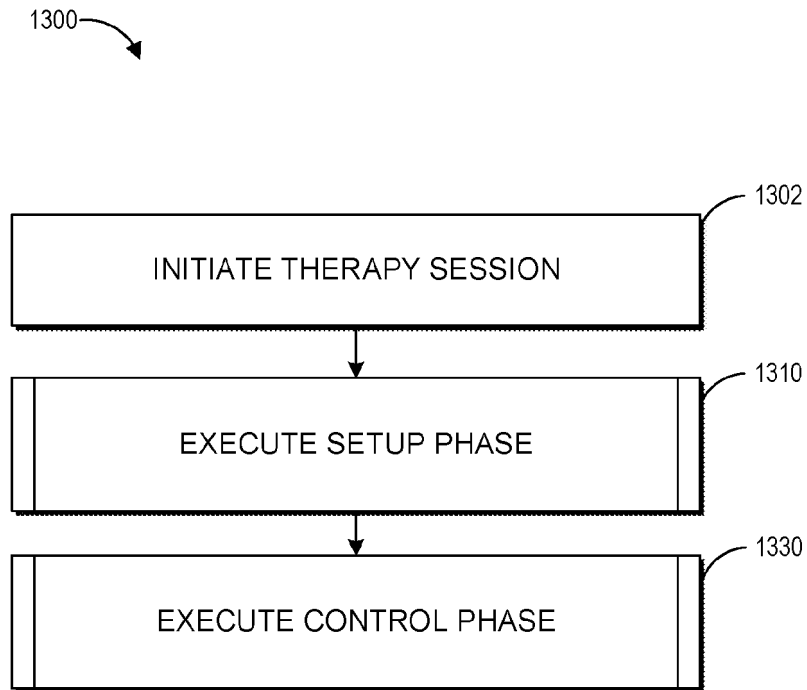 1300
1302
INITIATE THERAPY SESSION
1310
EXECUTE SETUP PHASE
1330
EXECUTE CONTROL PHASE